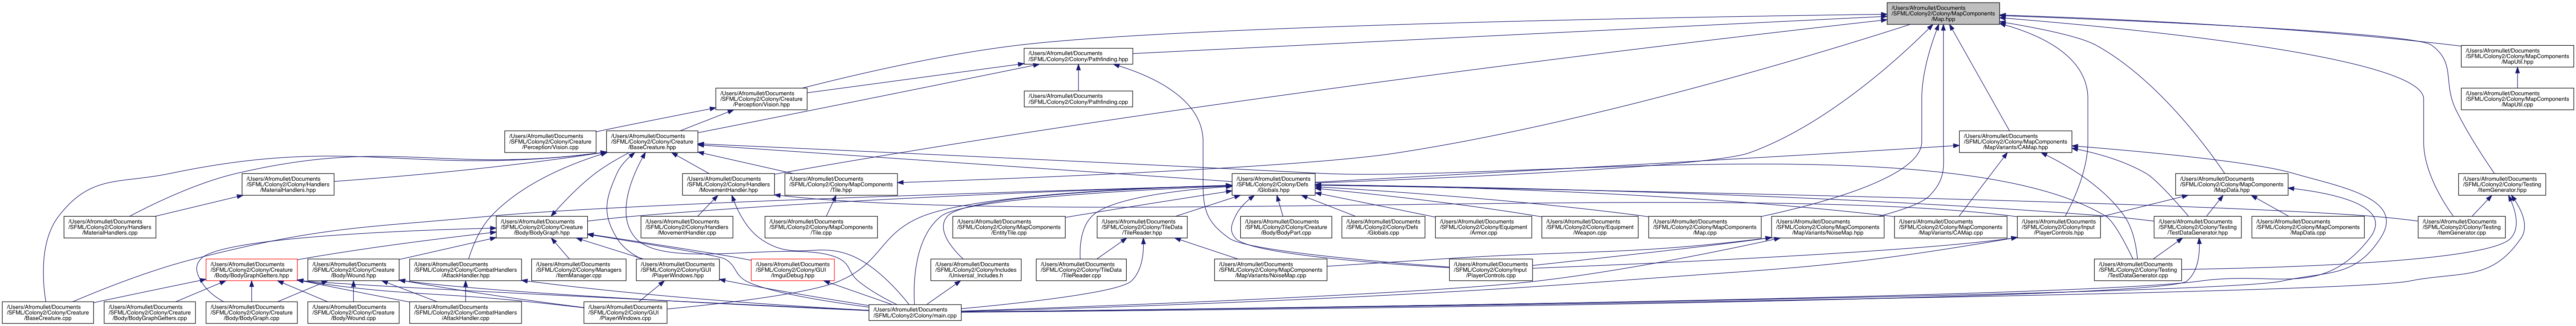 /Users/Afromullet/Documents
/SFML/Colony2/Colony/MapComponents
/Map.hpp
/Users/Afromullet/Documents
/SFML/Colony2/Colony/Pathfinding.hpp
/Users/Afromullet/Documents
/SFML/Colony2/Colony/MapComponents
/MapUtil.hpp
/Users/Afromullet/Documents
/SFML/Colony2/Colony/Creature
/Perception/Vision.hpp
/Users/Afromullet/Documents
/SFML/Colony2/Colony/Pathfinding.cpp
/Users/Afromullet/Documents
/SFML/Colony2/Colony/MapComponents
/MapUtil.cpp
/Users/Afromullet/Documents
/SFML/Colony2/Colony/Creature
/Perception/Vision.cpp
/Users/Afromullet/Documents
/SFML/Colony2/Colony/Creature
/BaseCreature.hpp
/Users/Afromullet/Documents
/SFML/Colony2/Colony/MapComponents
/MapVariants/CAMap.hpp
/Users/Afromullet/Documents
/SFML/Colony2/Colony/Handlers
/MaterialHandlers.hpp
/Users/Afromullet/Documents
/SFML/Colony2/Colony/Handlers
/MovementHandler.hpp
/Users/Afromullet/Documents
/SFML/Colony2/Colony/MapComponents
/Tile.hpp
/Users/Afromullet/Documents
/SFML/Colony2/Colony/Defs
/Globals.hpp
/Users/Afromullet/Documents
/SFML/Colony2/Colony/MapComponents
/MapData.hpp
/Users/Afromullet/Documents
/SFML/Colony2/Colony/Testing
/ItemGenerator.hpp
/Users/Afromullet/Documents
/SFML/Colony2/Colony/Handlers
/MaterialHandlers.cpp
/Users/Afromullet/Documents
/SFML/Colony2/Colony/Creature
/Body/BodyGraph.hpp
/Users/Afromullet/Documents
/SFML/Colony2/Colony/Handlers
/MovementHandler.cpp
/Users/Afromullet/Documents
/SFML/Colony2/Colony/MapComponents
/Tile.cpp
/Users/Afromullet/Documents
/SFML/Colony2/Colony/MapComponents
/EntityTile.cpp
/Users/Afromullet/Documents
/SFML/Colony2/Colony/TileData
/TileReader.hpp
/Users/Afromullet/Documents
/SFML/Colony2/Colony/Creature
/Body/BodyPart.cpp
/Users/Afromullet/Documents
/SFML/Colony2/Colony/Defs
/Globals.cpp
/Users/Afromullet/Documents
/SFML/Colony2/Colony/Equipment
/Armor.cpp
/Users/Afromullet/Documents
/SFML/Colony2/Colony/Equipment
/Weapon.cpp
/Users/Afromullet/Documents
/SFML/Colony2/Colony/MapComponents
/Map.cpp
/Users/Afromullet/Documents
/SFML/Colony2/Colony/MapComponents
/MapVariants/NoiseMap.hpp
/Users/Afromullet/Documents
/SFML/Colony2/Colony/MapComponents
/MapVariants/CAMap.cpp
/Users/Afromullet/Documents
/SFML/Colony2/Colony/Input
/PlayerControls.hpp
/Users/Afromullet/Documents
/SFML/Colony2/Colony/Testing
/TestDataGenerator.hpp
/Users/Afromullet/Documents
/SFML/Colony2/Colony/MapComponents
/MapData.cpp
/Users/Afromullet/Documents
/SFML/Colony2/Colony/Testing
/ItemGenerator.cpp
/Users/Afromullet/Documents
/SFML/Colony2/Colony/Creature
/Body/BodyGraphGetters.hpp
/Users/Afromullet/Documents
/SFML/Colony2/Colony/Creature
/Body/Wound.hpp
/Users/Afromullet/Documents
/SFML/Colony2/Colony/CombatHandlers
/AttackHandler.hpp
/Users/Afromullet/Documents
/SFML/Colony2/Colony/Managers
/ItemManager.cpp
/Users/Afromullet/Documents
/SFML/Colony2/Colony/GUI
/PlayerWindows.hpp
/Users/Afromullet/Documents
/SFML/Colony2/Colony/GUI
/ImguiDebug.hpp
/Users/Afromullet/Documents
/SFML/Colony2/Colony/Includes
/Universal_Includes.h
/Users/Afromullet/Documents
/SFML/Colony2/Colony/TileData
/TileReader.cpp
/Users/Afromullet/Documents
/SFML/Colony2/Colony/MapComponents
/MapVariants/NoiseMap.cpp
/Users/Afromullet/Documents
/SFML/Colony2/Colony/Input
/PlayerControls.cpp
/Users/Afromullet/Documents
/SFML/Colony2/Colony/Testing
/TestDataGenerator.cpp
/Users/Afromullet/Documents
/SFML/Colony2/Colony/Creature
/BaseCreature.cpp
/Users/Afromullet/Documents
/SFML/Colony2/Colony/Creature
/Body/BodyGraphGetters.cpp
/Users/Afromullet/Documents
/SFML/Colony2/Colony/Creature
/Body/BodyGraph.cpp
/Users/Afromullet/Documents
/SFML/Colony2/Colony/Creature
/Body/Wound.cpp
/Users/Afromullet/Documents
/SFML/Colony2/Colony/CombatHandlers
/AttackHandler.cpp
/Users/Afromullet/Documents
/SFML/Colony2/Colony/GUI
/PlayerWindows.cpp
/Users/Afromullet/Documents
/SFML/Colony2/Colony/main.cpp